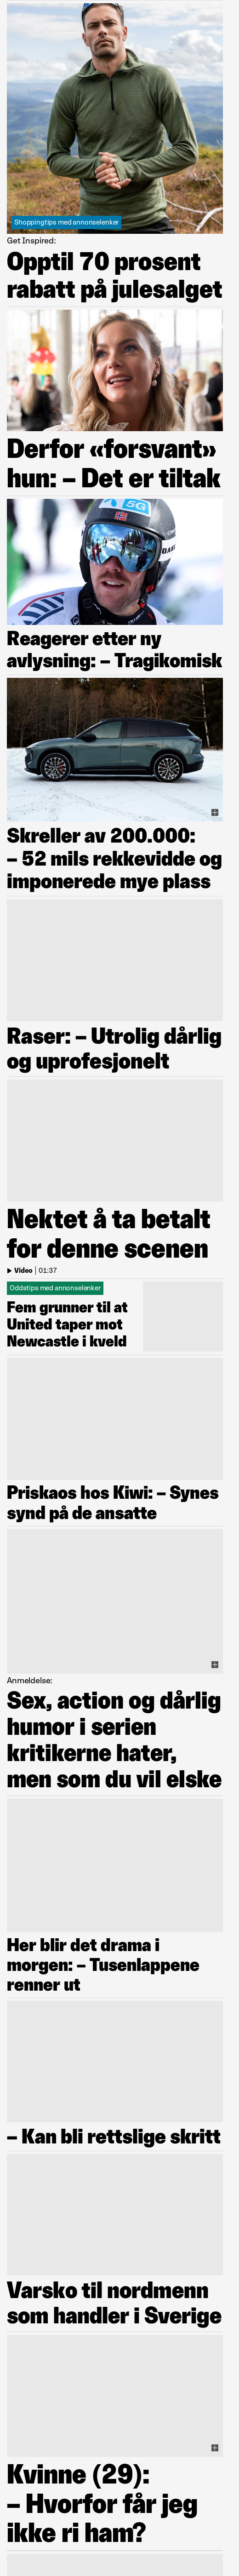 Shoppingtips med annonselenker
Get Inspired:
Opptil 70 prosent
rabatt på julesalget
Derfor «forsvant»
hun: – Det er tiltak
Reagerer etter ny
avlysning: – Tragikomisk
Skreller av 200.000:
– 52 mils rekkevidde og
imponerede mye plass
Raser: – Utrolig dårlig
og uprofesjonelt
Nektet å ta betalt
for denne scenen
Video | 01:37
Oddstips med annonselenker
Fem grunner til at
United taper mot
Newcastle i kveld
Priskaos hos Kiwi: – Synes
synd på de ansatte
Anmeldelse:
Sex, action og dårlig
humor i serien
kritikerne hater,
men som du vil elske
Her blir det drama i
morgen: – Tusenlappene
renner ut
– Kan bli rettslige skritt
Varsko til nordmenn
som handler i Sverige
Kvinne (29):
– Hvorfor får jeg
ikke ri ham?